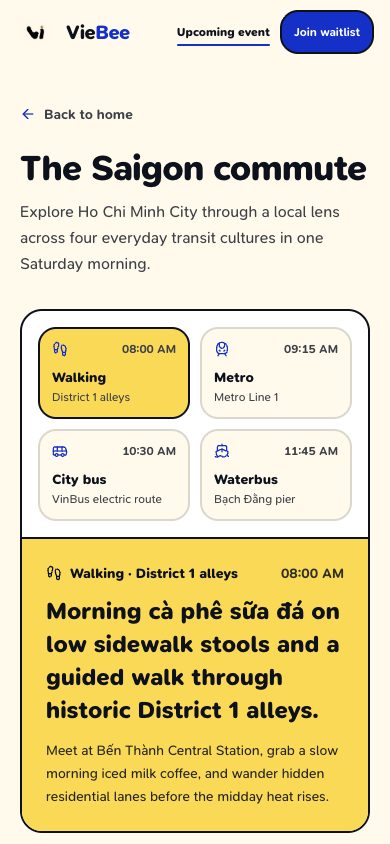 VieBee
Upcoming event
Join waitlist
Back to home
The Saigon commute
Explore Ho Chi Minh City through a local lens
across four everyday transit cultures in one
Saturday morning.
08:00 AM
Walking
District 1 alleys
09:15 AM
Metro
Metro Line 1
10:30 AM
City bus
VinBus electric route
11:45 AM
Waterbus
Bạch Đằng pier
Walking · District 1 alleys
08:00 AM
Morning cà phê sữa đá on
low sidewalk stools and a
guided walk through
historic District 1 alleys.
Meet at Bến Thành Central Station, grab a slow
morning iced milk coffee, and wander hidden
residential lanes before the midday heat rises.